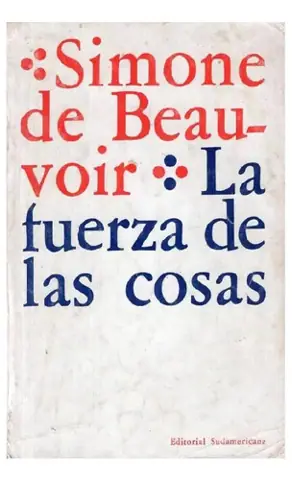 Simone
de Beau-
voir La
fuerza de
las cosas
Editorial Sudamericana